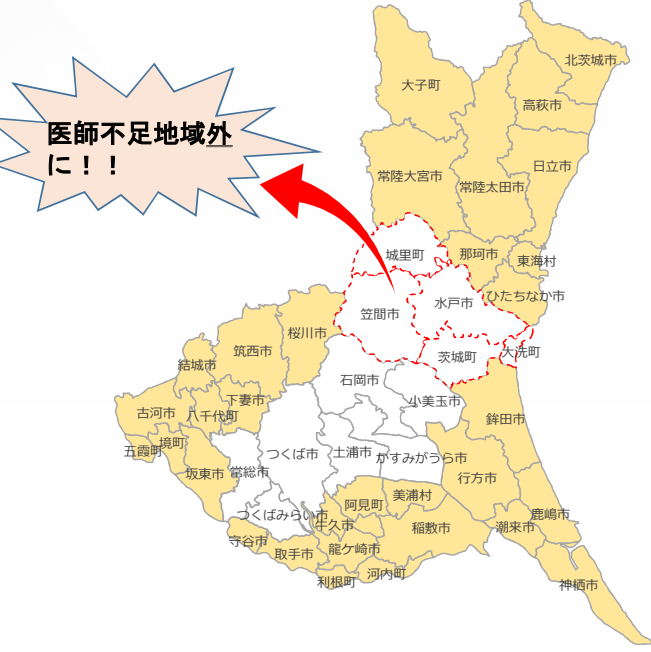 医師不足地域外
に！！
北茨城市
大子町
高萩市
日立市
常陸大宮市
常陸太田市
城里町
那珂市
東海村
ひたちなか市
水戸市
笠間市
桜川市
大洗町
茨城町
筑西市
結城市
石岡市
小美玉市
下妻市
古河市
八千代町
鉾田市
境町
五霞町
つくば市
土浦市
かすみがうら市
坂東市
常総市
行方市
美浦村
阿見町
つくばみらい市
牛久市
稲敷市
鹿嶋市
潮来市
守谷市
取手市
龍ケ崎市
利根町
河内町
神栖市